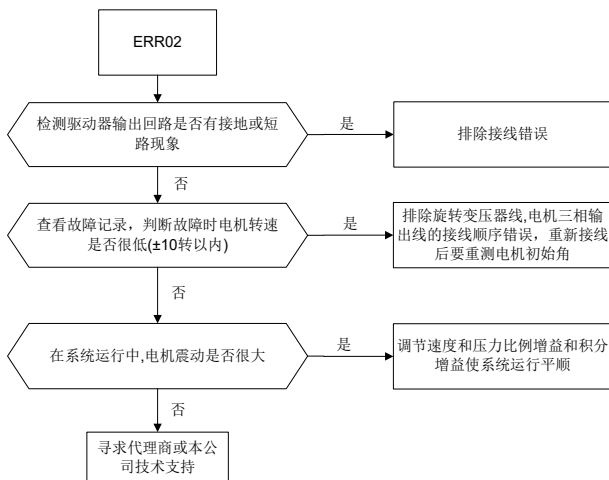 ERR02
检测驱动器输出回路是否有接地或短
路现象
是
排除接线错误
否
查看故障记录，判断故障时电机转速
是否很低(±10转以内)
是
排除旋转变压器线,电机三相输
出线的接线顺序错误，重新接线
后要重测电机初始角
否
在系统运行中,电机震动是否很大
是
调节速度和压力比例增益和积分
增益使系统运行平顺
否
寻求代理商或本公
司技术支持